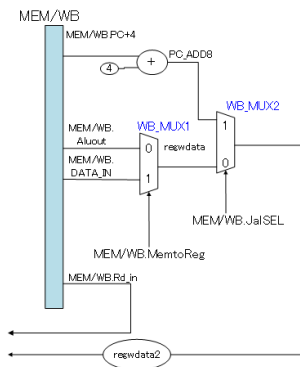 MEM/WB
MEM/WB.PC+4
4
+
PC_ADD8
WB_MUX2
MEM/WB.
Aluout
WB_MUX1
regwdata
1
0
0
MEM/WB.
DATA_IN
1
MEM/WB.JalSEL
MEM/WB.MemtoReg
MEM/WB.Rd_in
regwdata2